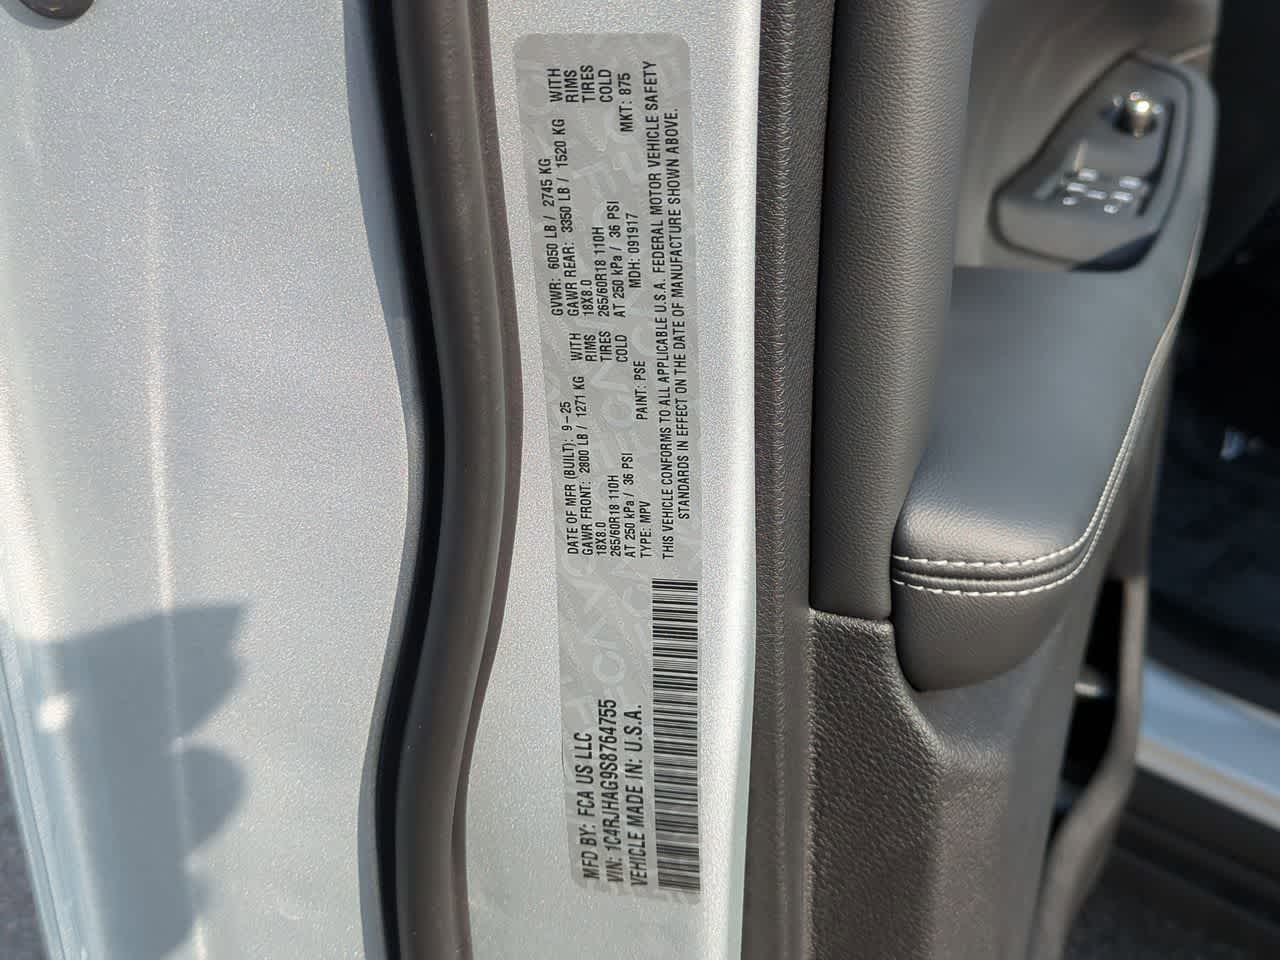 MFD BY: FCA US LLC
VIN: 1C4RJHAG9S8764755
VEHICLE MADE IN: U.S.A.
DATE OF MFR (BUILT): 9-25 GVWR: 6050 LB / 2745 KG
GAWR FRONT: 2800 LB / 1271 KG WITH GAWR REAR: 3350 LB / 1520 KG WITH
18X8.0 RIMS 18X8.0 RIMS
265/60R18 110H TIRES 265/60R18 110H TIRES
AT 250 kPa / 36 PSI COLD AT 250 kPa / 36 PSI COLD
TYPE: MPV PAINT: PSE MDH: 091917 MKT: 875
THIS VEHICLE CONFORMS TO ALL APPLICABLE U.S.A. FEDERAL MOTOR VEHICLE SAFETY
STANDARDS IN EFFECT ON THE DATE OF MANUFACTURE SHOWN ABOVE.